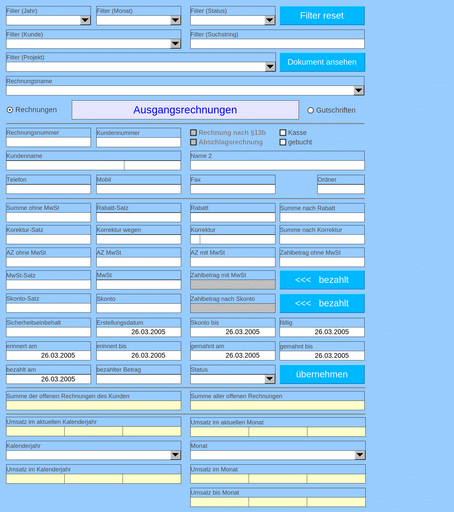 Filter (Jahr) Filter (Monat) Filter (Status) Filter reset
Filter (Kunde) Filter (Suchstring)
Filter (Projekt) Dokument ansehen
Rechnungsname
Rechnungen Ausgangsrechnungen Gutschriften
Rechnungsnummer Kundennummer Rechnung nach §13b Kasse
Abschlagsrechnung gebucht
Kundenname Name 2
Telefon Mobil Fax Ordner
Summe ohne MwSt Rabatt-Satz Rabatt Summe nach Rabatt
Korektur-Satz Korrektur wegen Korrektur Summe nach Korrektur
AZ ohne MwSt AZ MwSt AZ mit MwSt Zahlbetrag ohne MwSt
MwSt-Satz MwSt Zahlbetrag mit MwSt <<< bezahlt
Skonto-Satz Skonto Zahlbetrag nach Skonto <<< bezahlt
Sicherheitseinbehalt Erstellungsdatum Skonto bis fällig
26.03.2005 26.03.2005 26.03.2005
erinnert am erinnert bis gemahnt am gemahnt bis
26.03.2005 26.03.2005 26.03.2005 26.03.2005
bezahlt am bezahlter Betrag Status übernehmen
26.03.2005
Summe der offenen Rechnungen des Kunden Summe aller offenen Rechnungen
Umsatz im aktuellen Kalenderjahr Umsatz im aktuellen Monat
Kalenderjahr Monat
Umsatz im Kalenderjahr Umsatz im Monat
Umsatz bis Monat